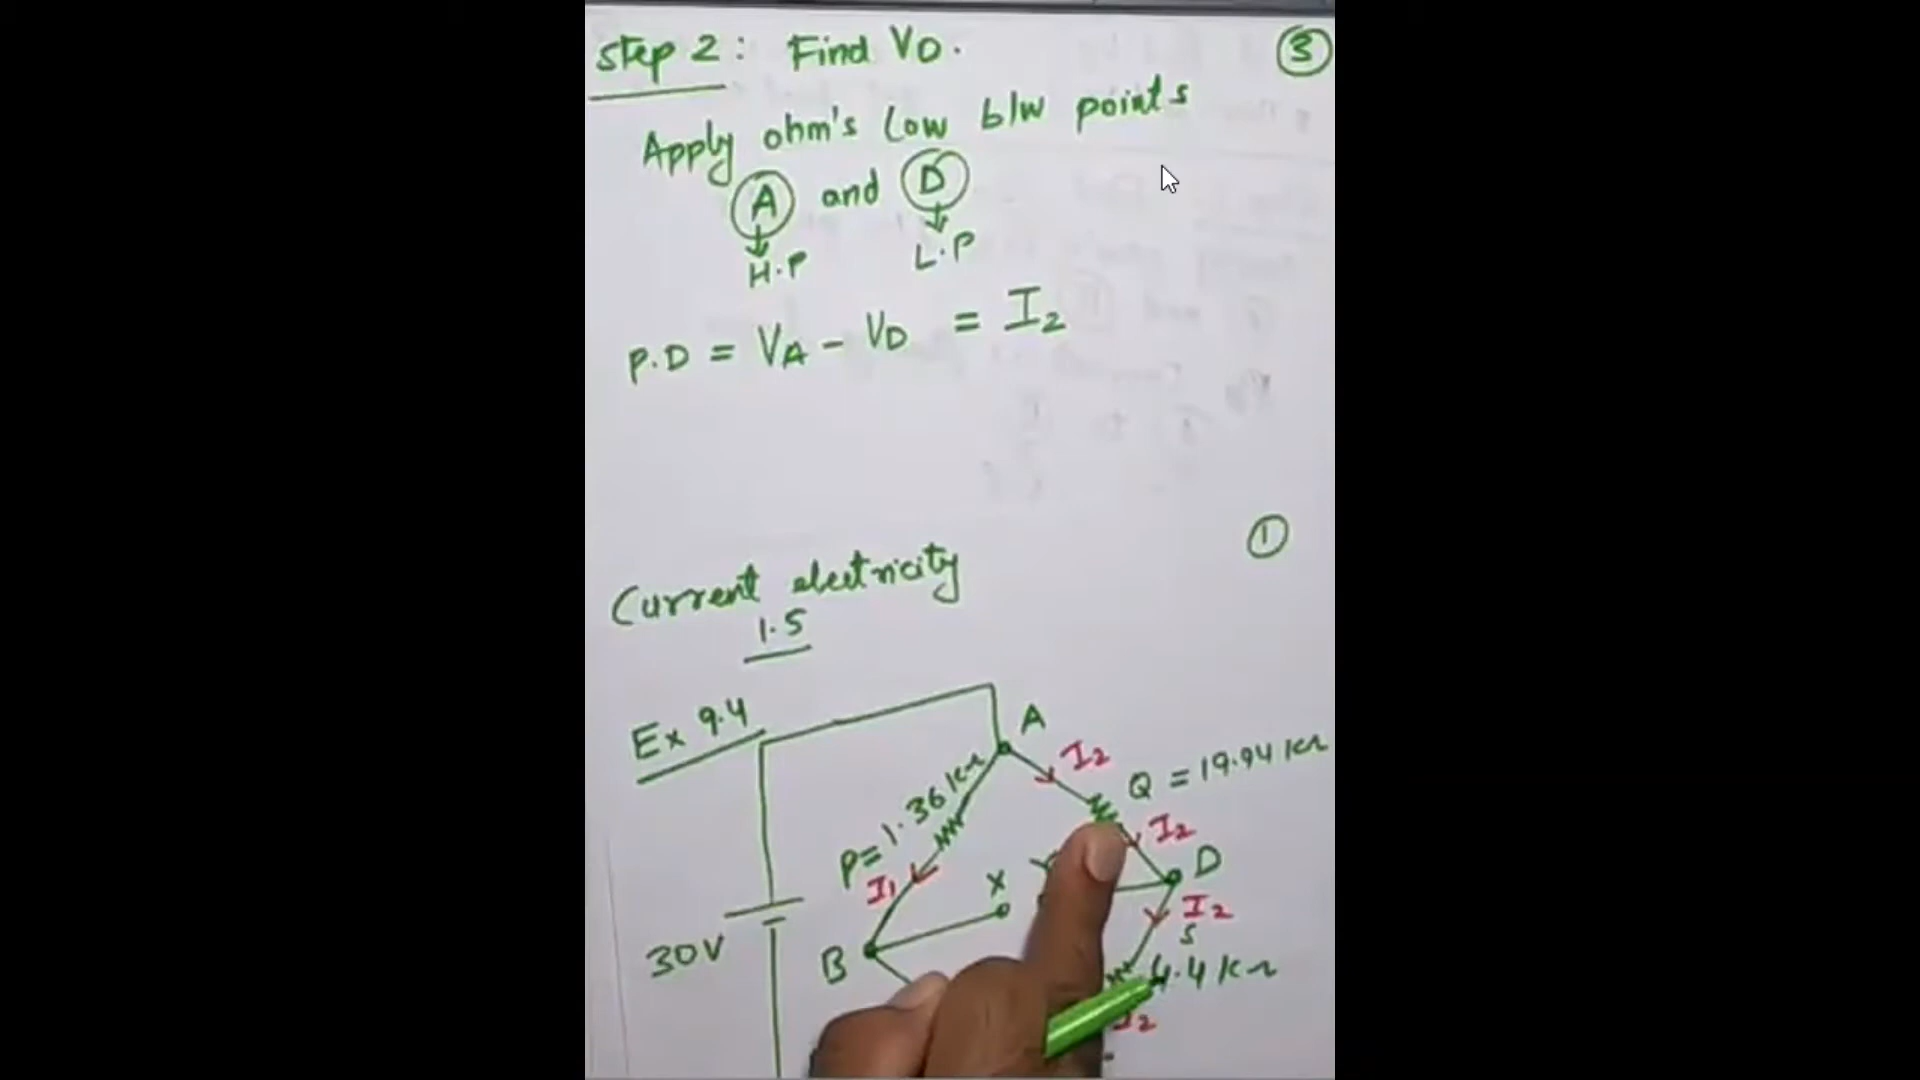 Step 2: Find VD.
3
Apply ohm's Low b/w points
A and D
H.P L.P
P.D = VA - VD = I2
1
Current electricity
1.5
Ex 9.4
A
I2
Q = 19.94 KΩ
P = 1.36 KΩ
I2
D
I1
X
I2
S
30V
B
4.4 KΩ
I2